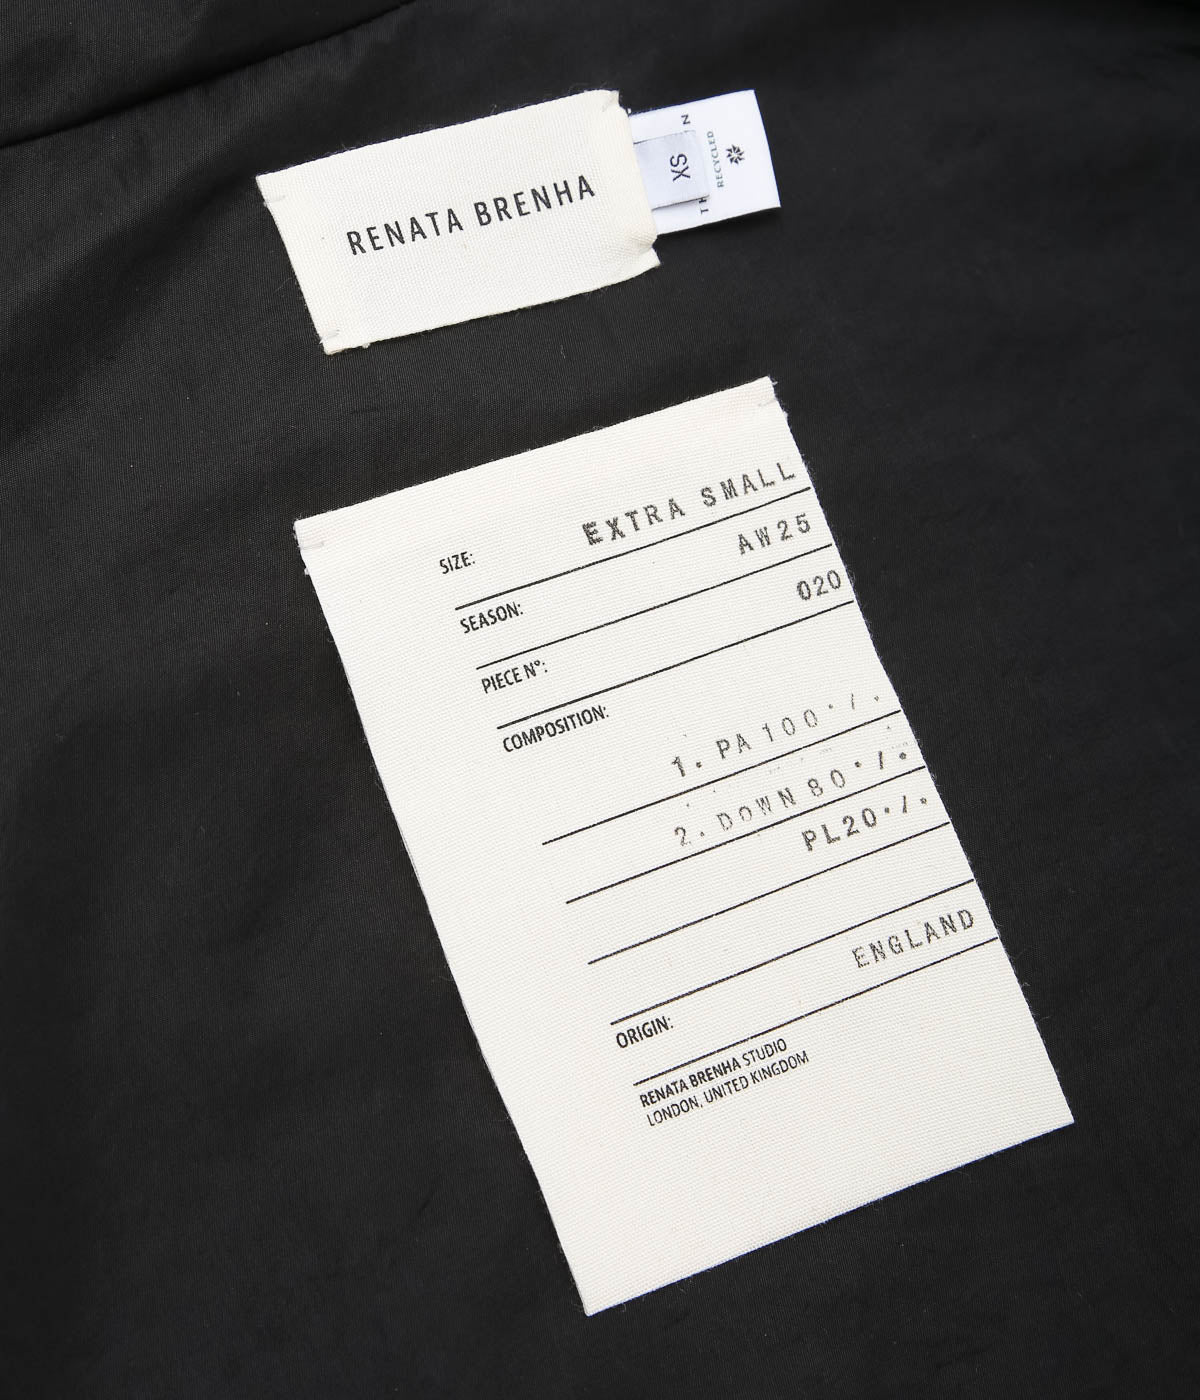 RENATA BRENHA
XS
RECYCLED
SIZE: EXTRA SMALL
SEASON: AW25
PIECE Nº: 020
COMPOSITION:
1. PA 100·/.
2. DOWN 80·/.
PL20·/.
ORIGIN: ENGLAND
RENATA BRENHA STUDIO
LONDON, UNITED KINGDOM